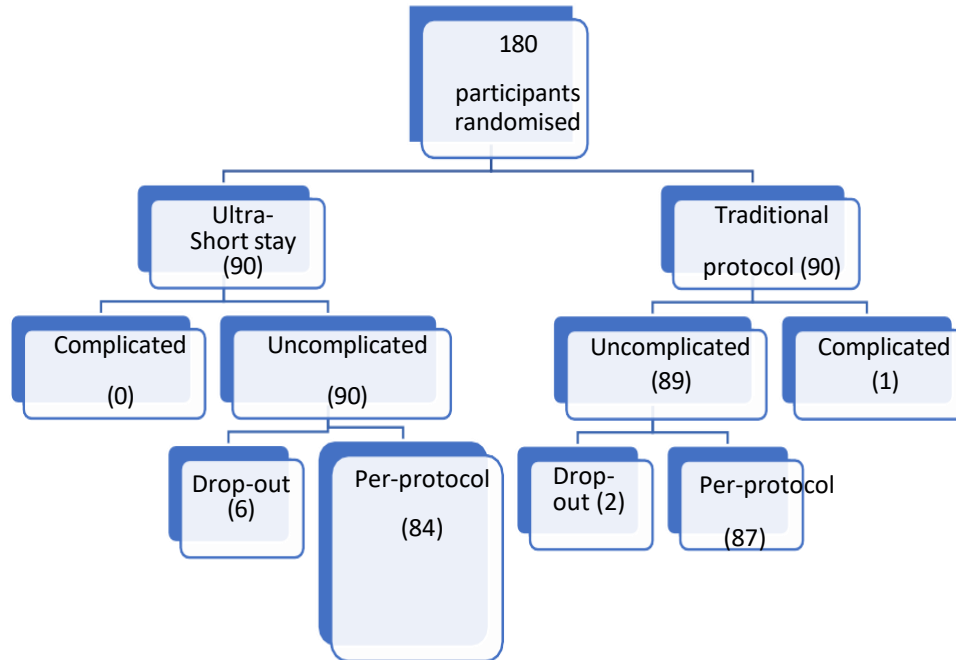 180
participants
randomised
Ultra-
Short stay
(90)
Traditional
protocol (90)
Complicated
(0)
Uncomplicated
(90)
Uncomplicated
(89)
Complicated
(1)
Drop-out
(6)
Per-protocol
(84)
Drop-
out (2)
Per-protocol
(87)